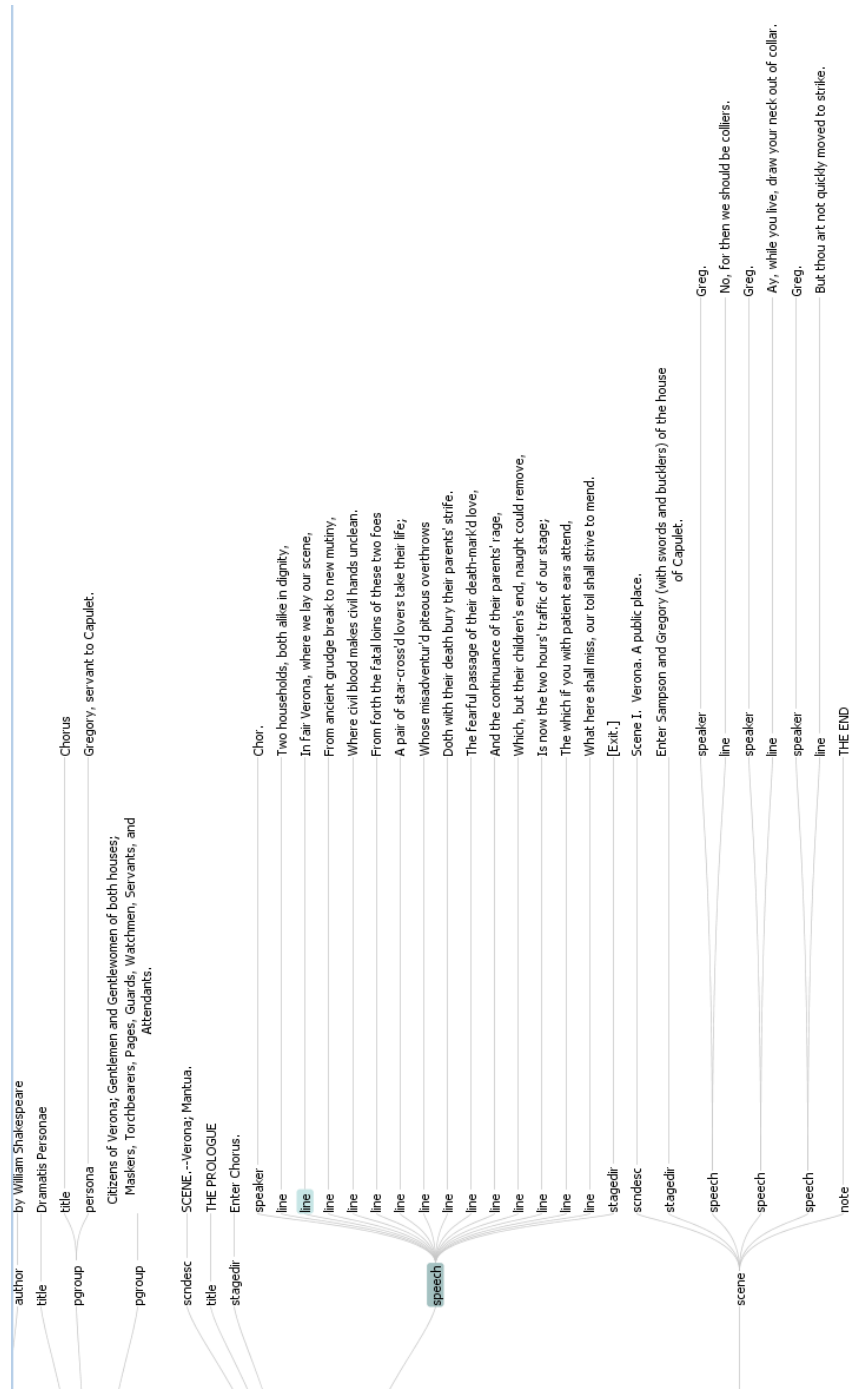 author by William Shakespeare
title Dramatis Personae
pgroup
title Chorus
persona Gregory, servant to Capulet.
pgroup
Citizens of Verona; Gentlemen and Gentlewomen of both houses;
Maskers, Torchbearers, Pages, Guards, Watchmen, Servants, and
Attendants.
scndesc SCENE.--Verona; Mantua.
title THE PROLOGUE
stagedir Enter Chorus.
speech
speaker Chor.
line Two households, both alike in dignity,
line In fair Verona, where we lay our scene,
line From ancient grudge break to new mutiny,
line Where civil blood makes civil hands unclean.
line From forth the fatal loins of these two foes
line A pair of star-cross'd lovers take their life;
line Whose misadventur'd piteous overthrows
line Doth with their death bury their parents' strife.
line The fearful passage of their death-mark'd love,
line And the continuance of their parents' rage,
line Which, but their children's end, naught could remove,
line Is now the two hours' traffic of our stage;
line The which if you with patient ears attend,
line What here shall miss, our toil shall strive to mend.
stagedir [Exit.]
scene
scndesc Scene I. Verona. A public place.
stagedir Enter Sampson and Gregory (with swords and bucklers) of the house
of Capulet.
speech
speaker Greg.
line No, for then we should be colliers.
speech
speaker Greg.
line Ay, while you live, draw your neck out of collar.
speech
speaker Greg.
line But thou art not quickly moved to strike.
note THE END